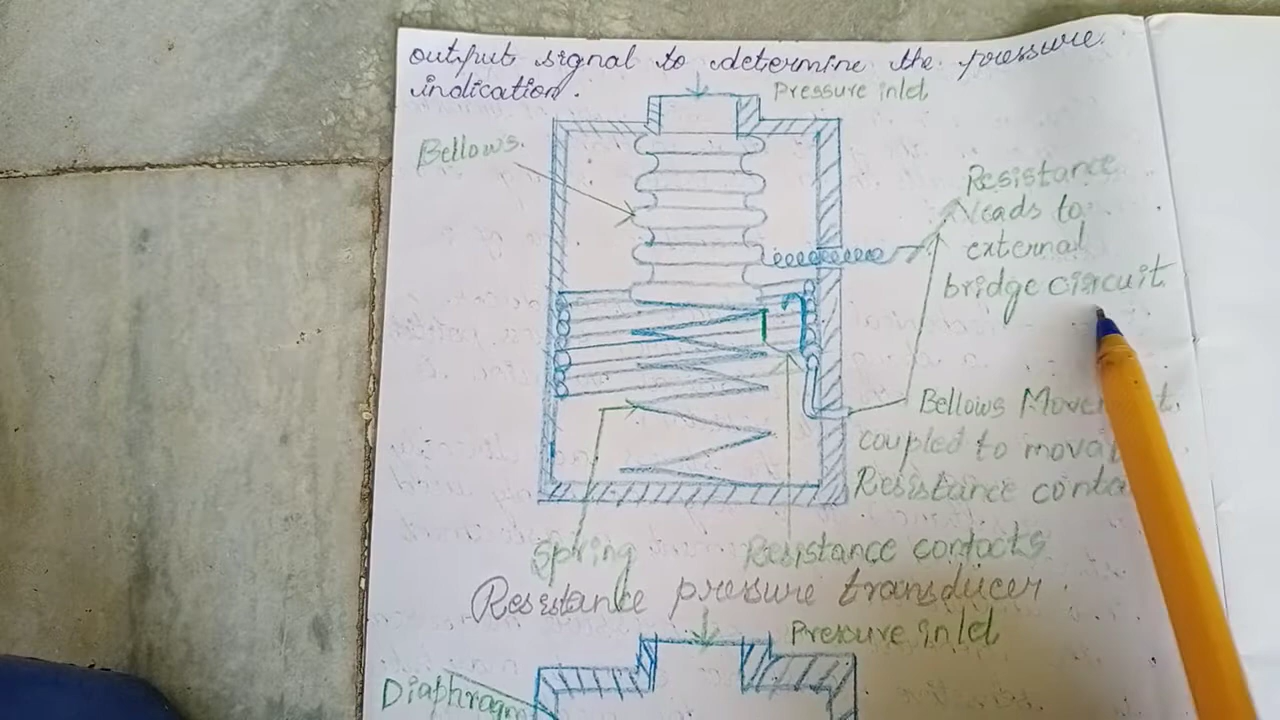 output signal to determine the pressure
indication.
Pressure inlet
Bellows
Resistance
leads to
external
bridge circuit
Bellows
coupled to
Resistance
Spring
Resistance contacts
Resistance pressure transducer
Pressure inlet
Diaphragm